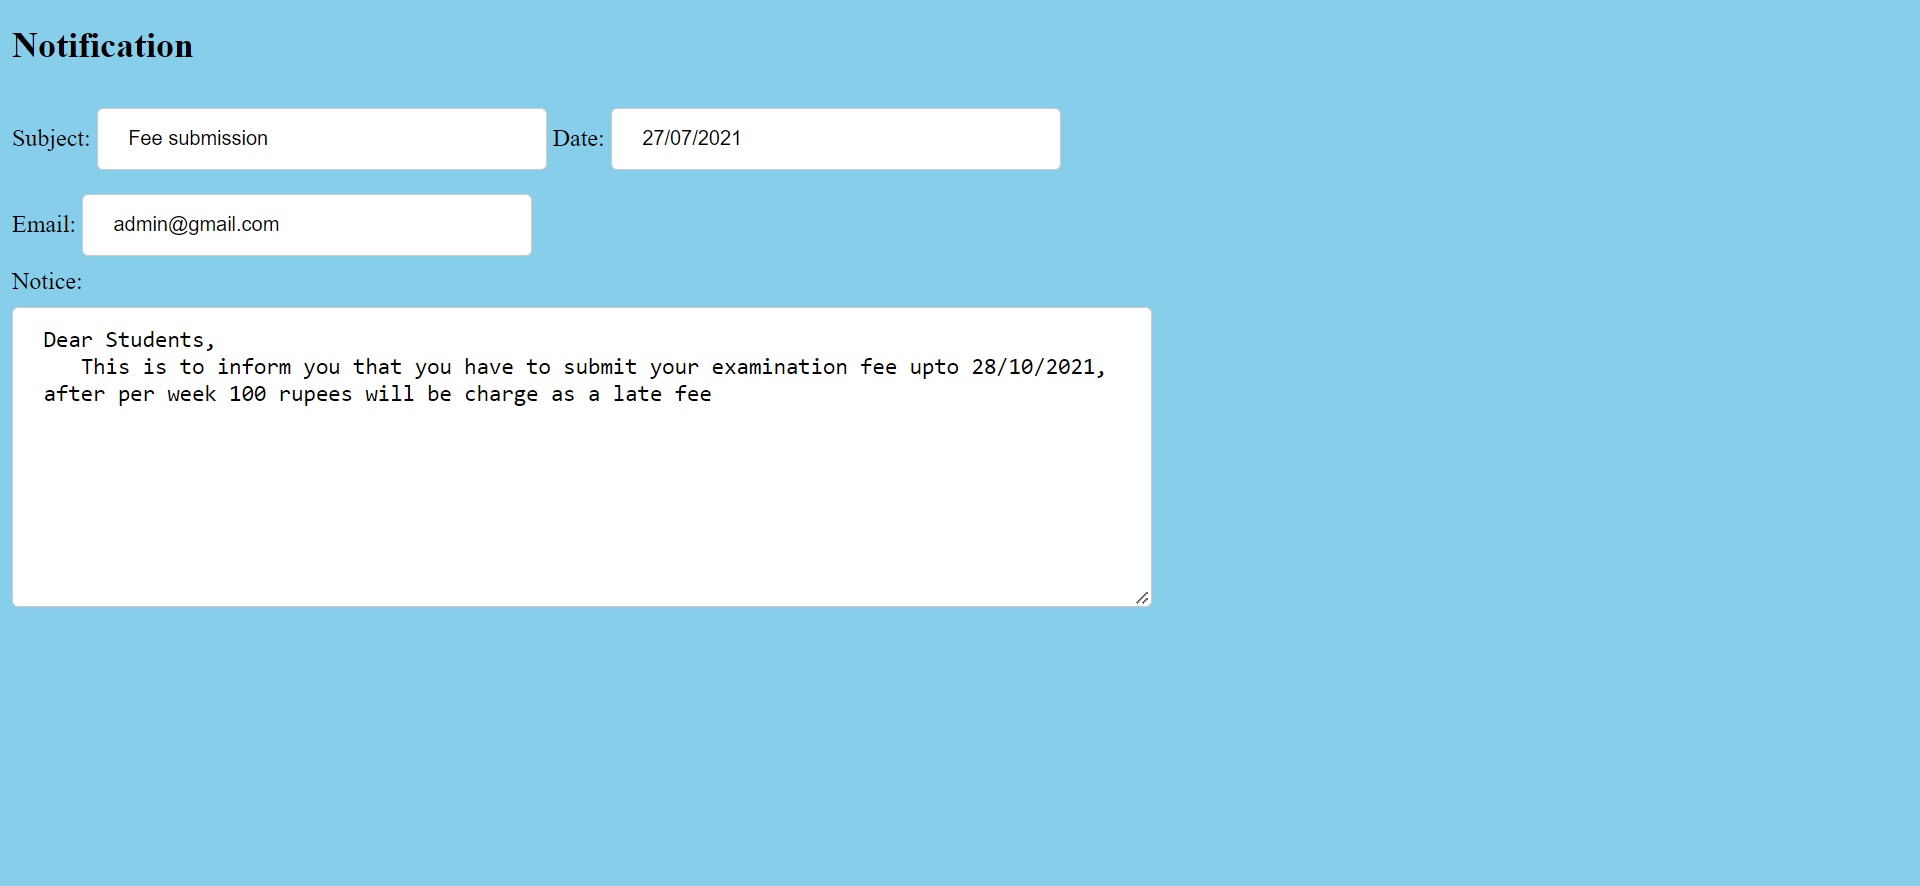 Notification
Subject: Fee submission Date: 27/07/2021
Email: admin@gmail.com
Notice:
Dear Students,
This is to inform you that you have to submit your examination fee upto 28/10/2021,
after per week 100 rupees will be charge as a late fee